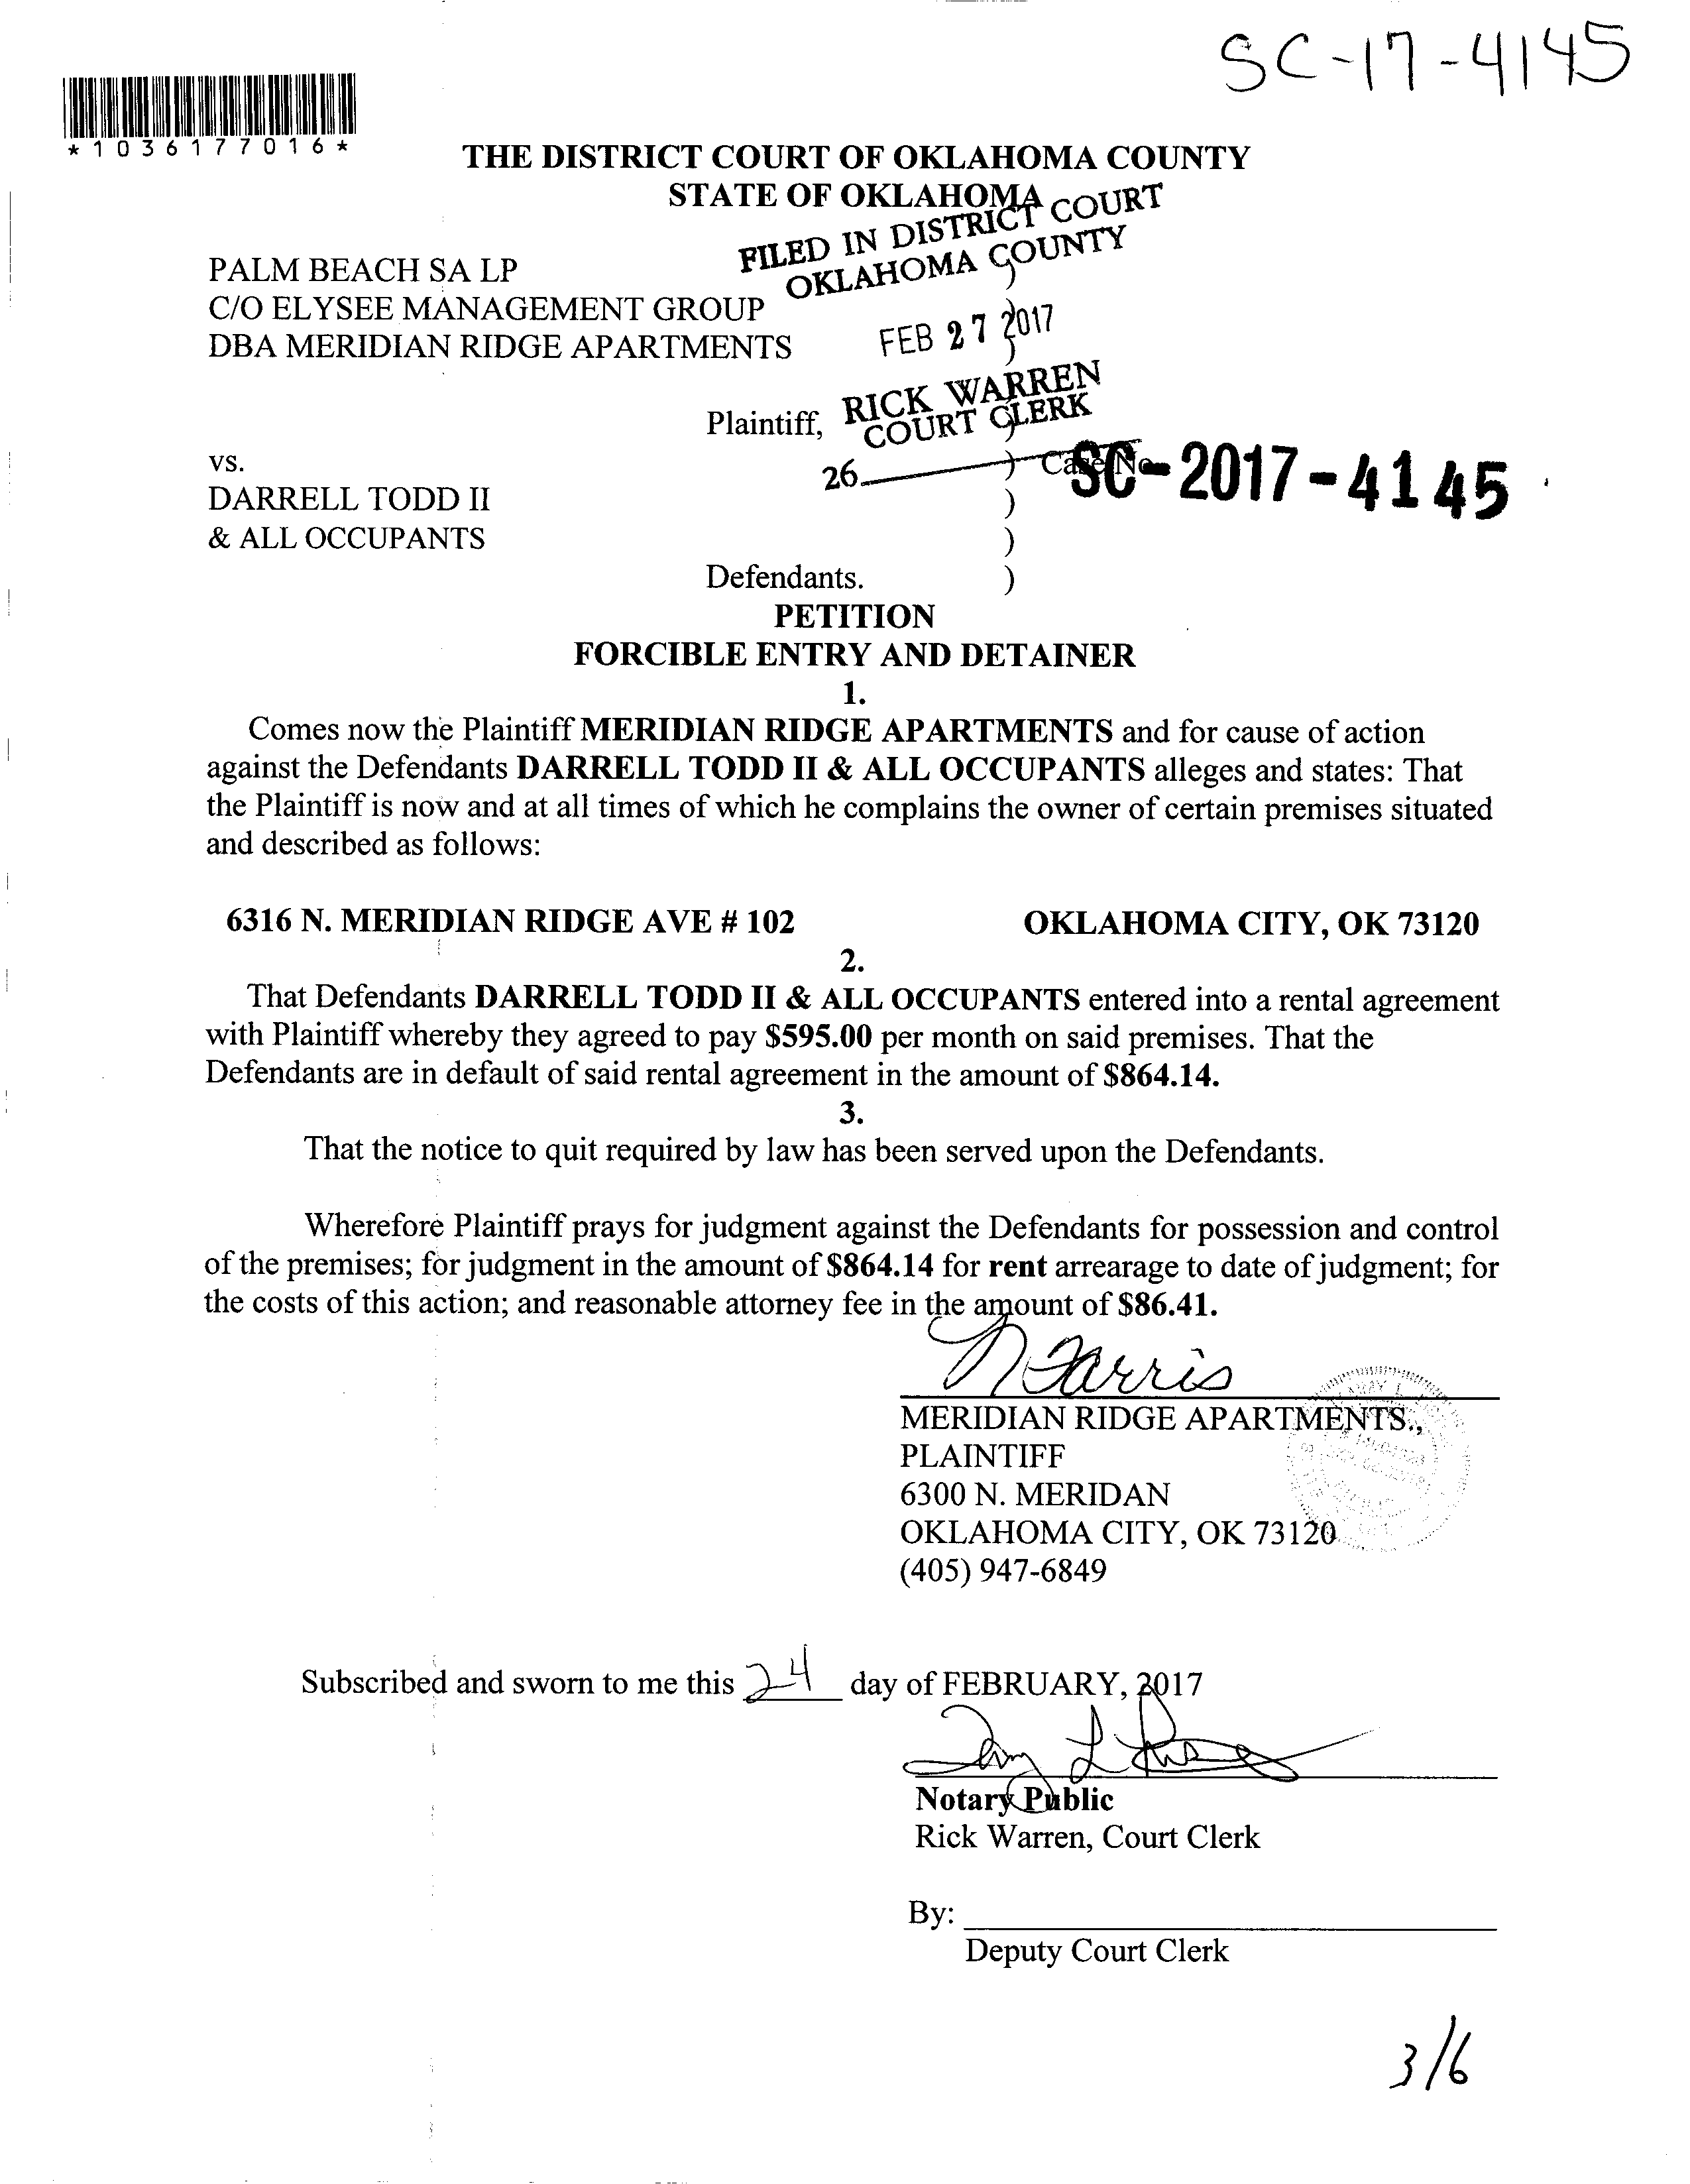 SC-17-4145
*1036177016*
THE DISTRICT COURT OF OKLAHOMA COUNTY
STATE OF OKLAHOMA
FILED IN DISTRICT COURT
OKLAHOMA COUNTY
PALM BEACH SA LP )
C/O ELYSEE MANAGEMENT GROUP
DBA MERIDIAN RIDGE APARTMENTS )
FEB 27 2017 )
RICK WARREN
COURT CLERK
Plaintiff, )
vs. ) Case No.
26 SC-2017-4145
DARRELL TODD II )
& ALL OCCUPANTS )
Defendants. )
PETITION
FORCIBLE ENTRY AND DETAINER
1.
Comes now the Plaintiff MERIDIAN RIDGE APARTMENTS and for cause of action
against the Defendants DARRELL TODD II & ALL OCCUPANTS alleges and states: That
the Plaintiff is now and at all times of which he complains the owner of certain premises situated
and described as follows:
6316 N. MERIDIAN RIDGE AVE # 102 OKLAHOMA CITY, OK 73120
2.
That Defendants DARRELL TODD II & ALL OCCUPANTS entered into a rental agreement
with Plaintiff whereby they agreed to pay $595.00 per month on said premises. That the
Defendants are in default of said rental agreement in the amount of $864.14.
3.
That the notice to quit required by law has been served upon the Defendants.
Wherefore Plaintiff prays for judgment against the Defendants for possession and control
of the premises; for judgment in the amount of $864.14 for rent arrearage to date of judgment; for
the costs of this action; and reasonable attorney fee in the amount of $86.41.
N Farris
MERIDIAN RIDGE APARTMENTS.,
PLAINTIFF
6300 N. MERIDAN
OKLAHOMA CITY, OK 73120
(405) 947-6849
Subscribed and sworn to me this 24 day of FEBRUARY, 2017
Notary Public
Rick Warren, Court Clerk
By:
Deputy Court Clerk
3/6